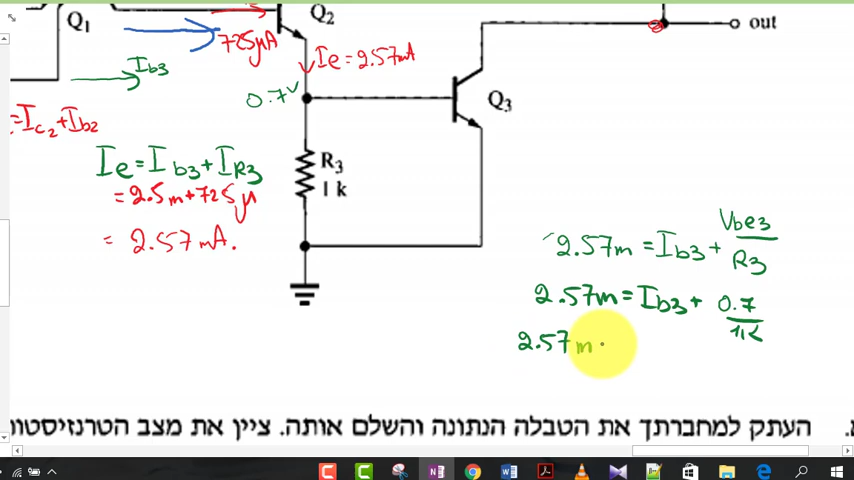 Q₂
Q₁
725μA
Ie = 2.57mA
out
Ib3
0.7v
Q₃
=Ic2+Ib2
Ie = Ib3 + IR3
R₃
1 k
= 2.5m+725μ
= 2.57mA.
2.57m = Ib3 + Vbe3/R3
2.57m = Ib3 + 0.7/1k
2.57m
העתק למחברתך את הטבלה הנתונה והשלם אותה. ציין את מצב הטרנזיסטור